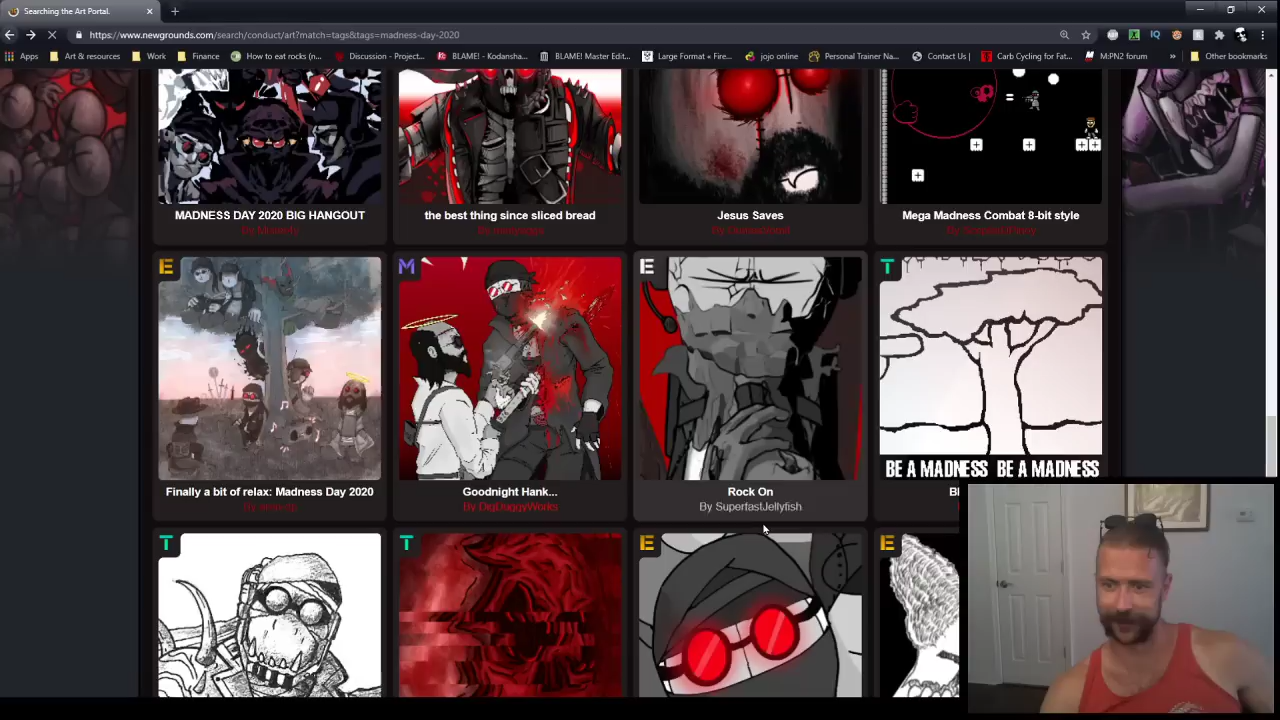 Searching the Art Portal.
https://www.newgrounds.com/search/conduct/art?match=tags&tags=madness-day-2020
Apps
Art & resources
Work
Finance
How to eat rocks (n...
Discussion - Project...
BLAME! - Kodansha...
BLAME! Master Edit...
Large Format • Fire...
jojo online
Personal Trainer Na...
Contact Us |
Carb Cycling for Fat...
M:PN2 forum
»
Other bookmarks
MADNESS DAY 2020 BIG HANGOUT
the best thing since sliced bread
Jesus Saves
Mega Madness Combat 8-bit style
E
M
E
T
BE A MADNESS BE A MADNESS
Finally a bit of relax: Madness Day 2020
Goodnight Hank...
By DigDuggyWorks
Rock On
By SuperfastJellyfish
T
T
E
E